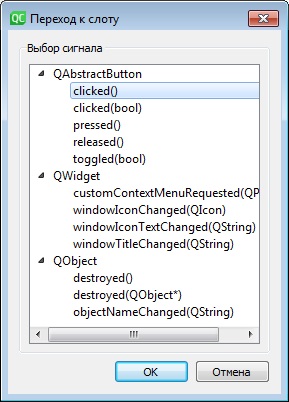 QC Переход к слоту
Выбор сигнала
QAbstractButton
clicked()
clicked(bool)
pressed()
released()
toggled(bool)
QWidget
customContextMenuRequested(QP
windowIconChanged(QIcon)
windowIconTextChanged(QString)
windowTitleChanged(QString)
QObject
destroyed()
destroyed(QObject*)
objectNameChanged(QString)
OK Отмена